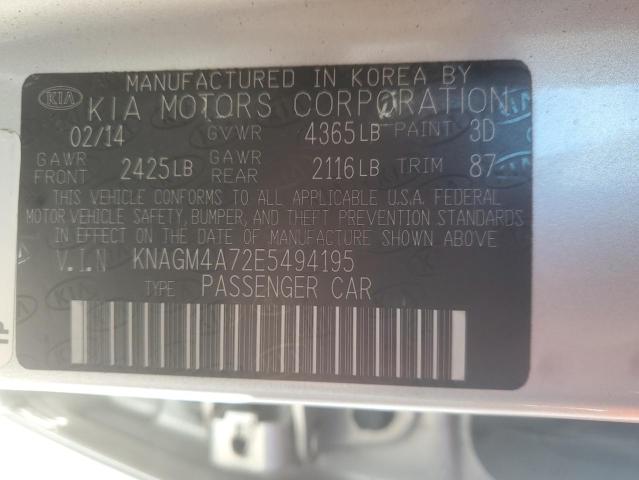 MANUFACTURED IN KOREA BY
KIA KIA MOTORS CORPORATION
02/14 GVWR 4365LB PAINT 3D
GAWR FRONT 2425LB GAWR REAR 2116LB TRIM 87
THIS VEHICLE CONFORMS TO ALL APPLICABLE U.S.A. FEDERAL
MOTOR VEHICLE SAFETY, BUMPER, AND THEFT PREVENTION STANDARDS
IN EFFECT ON THE DATE OF MANUFACTURE SHOWN ABOVE
V.I.N KNAGM4A72E5494195
TYPE PASSENGER CAR